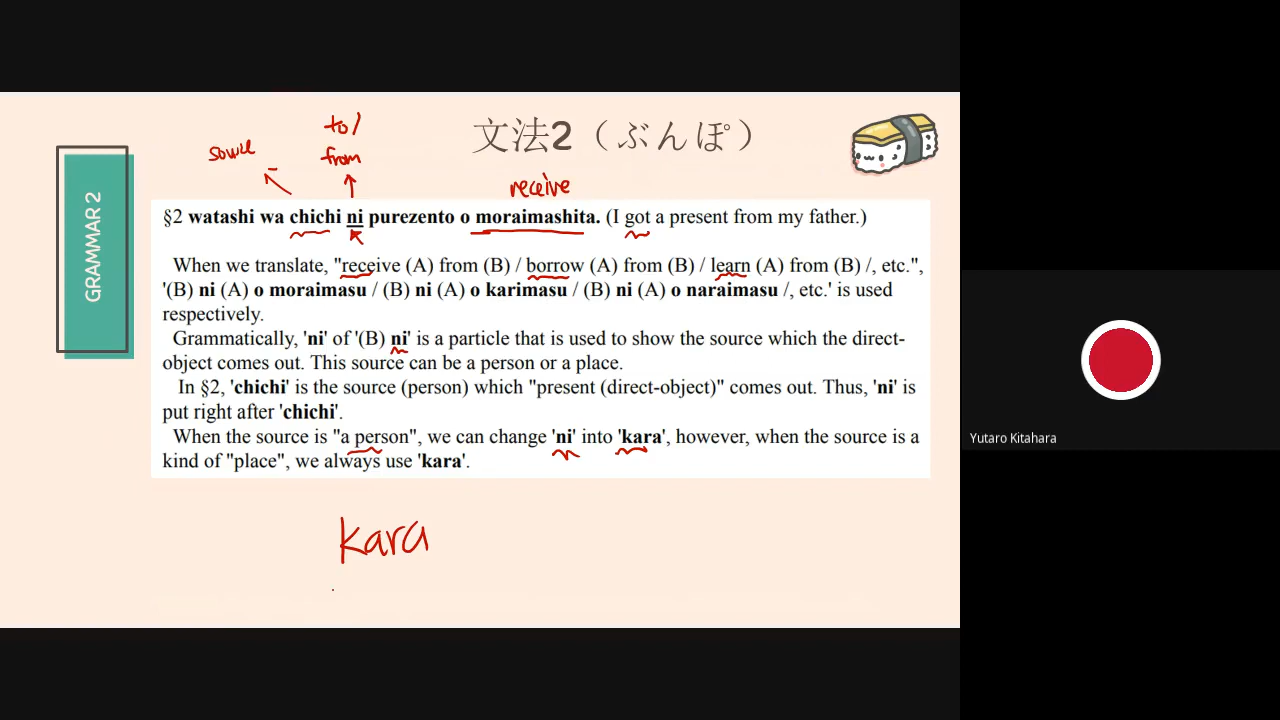 文法2（ぶんぽ）
to/
from
receive
GRAMMAR 2
§2 watashi wa chichi ni purezento o moraimashita. (I got a present from my father.)
When we translate, "receive (A) from (B) / borrow (A) from (B) / learn (A) from (B) /, etc.",
'(B) ni (A) o moraimasu / (B) ni (A) o karimasu / (B) ni (A) o naraimasu /, etc.' is used
respectively.
Grammatically, 'ni' of '(B) ni' is a particle that is used to show the source which the direct-
object comes out. This source can be a person or a place.
In §2, 'chichi' is the source (person) which "present (direct-object)" comes out. Thus, 'ni' is
put right after 'chichi'.
When the source is "a person", we can change 'ni' into 'kara', however, when the source is a
kind of "place", we always use 'kara'.
kara
Yutaro Kitahara